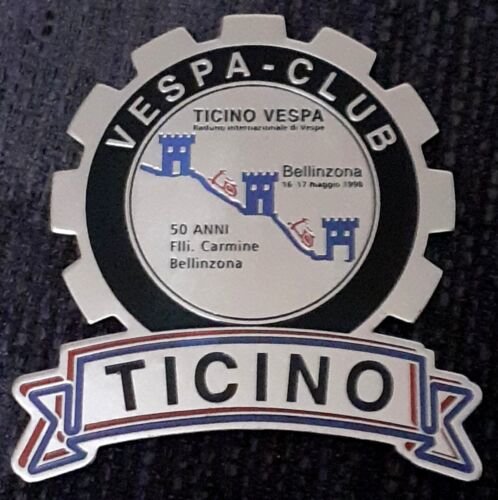 VESPA-CLUB
TICINO VESPA
Raduno internazionale di Vespe
Bellinzona
16-17 maggio 1998
50 ANNI
Flli. Carmine
Bellinzona
TICINO